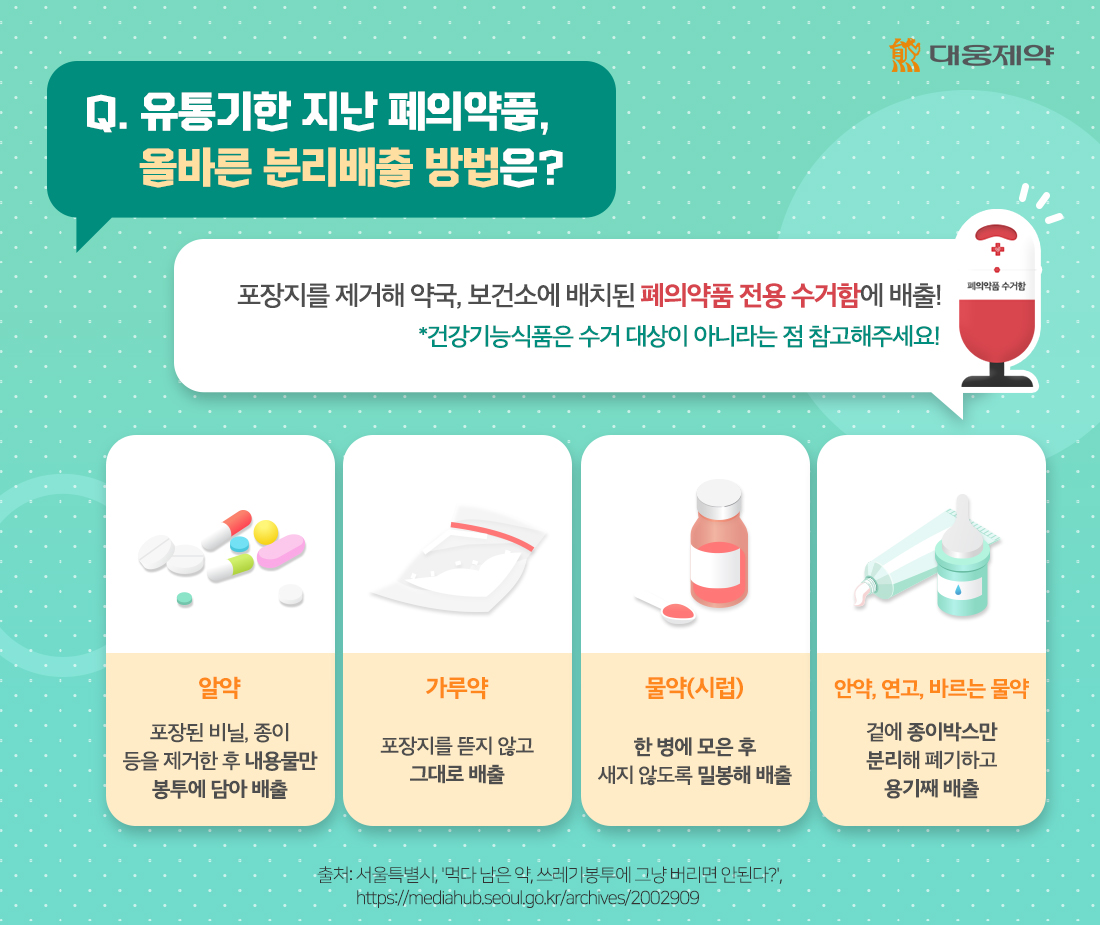 대웅제약
Q. 유통기한 지난 폐의약품,
올바른 분리배출 방법은?
포장지를 제거해 약국, 보건소에 배치된 폐의약품 전용 수거함에 배출!
*건강기능식품은 수거 대상이 아니라는 점 참고해주세요!
폐의약품 수거함
알약
포장된 비닐, 종이
등을 제거한 후 내용물만
봉투에 담아 배출
가루약
포장지를 뜯지 않고
그대로 배출
물약(시럽)
한 병에 모은 후
새지 않도록 밀봉해 배출
안약, 연고, 바르는 물약
겉에 종이박스만
분리해 폐기하고
용기째 배출
출처: 서울특별시, '먹다 남은 약, 쓰레기봉투에 그냥 버리면 안된다?',
https://mediahub.seoul.go.kr/archives/2002909